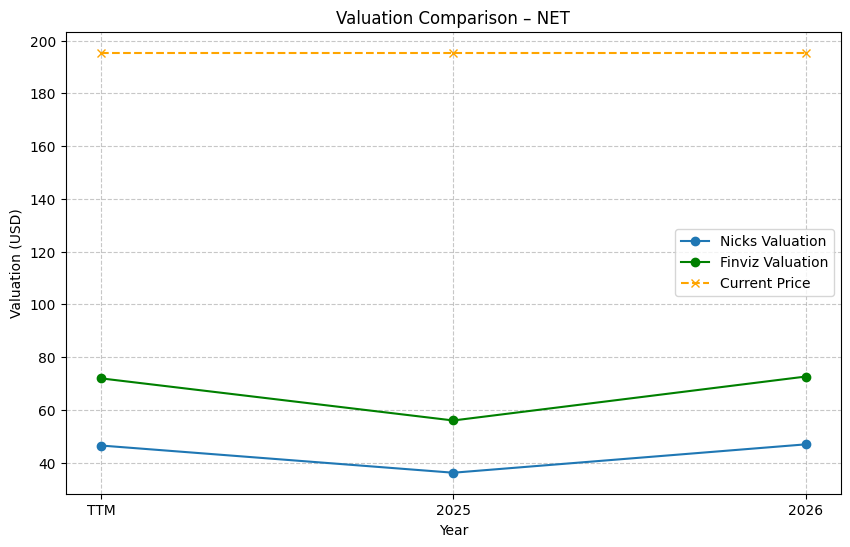 Valuation Comparison – NET
Valuation (USD)
200
180
160
140
120
100
80
60
40
Nicks Valuation
Finviz Valuation
Current Price
TTM
2025
2026
Year